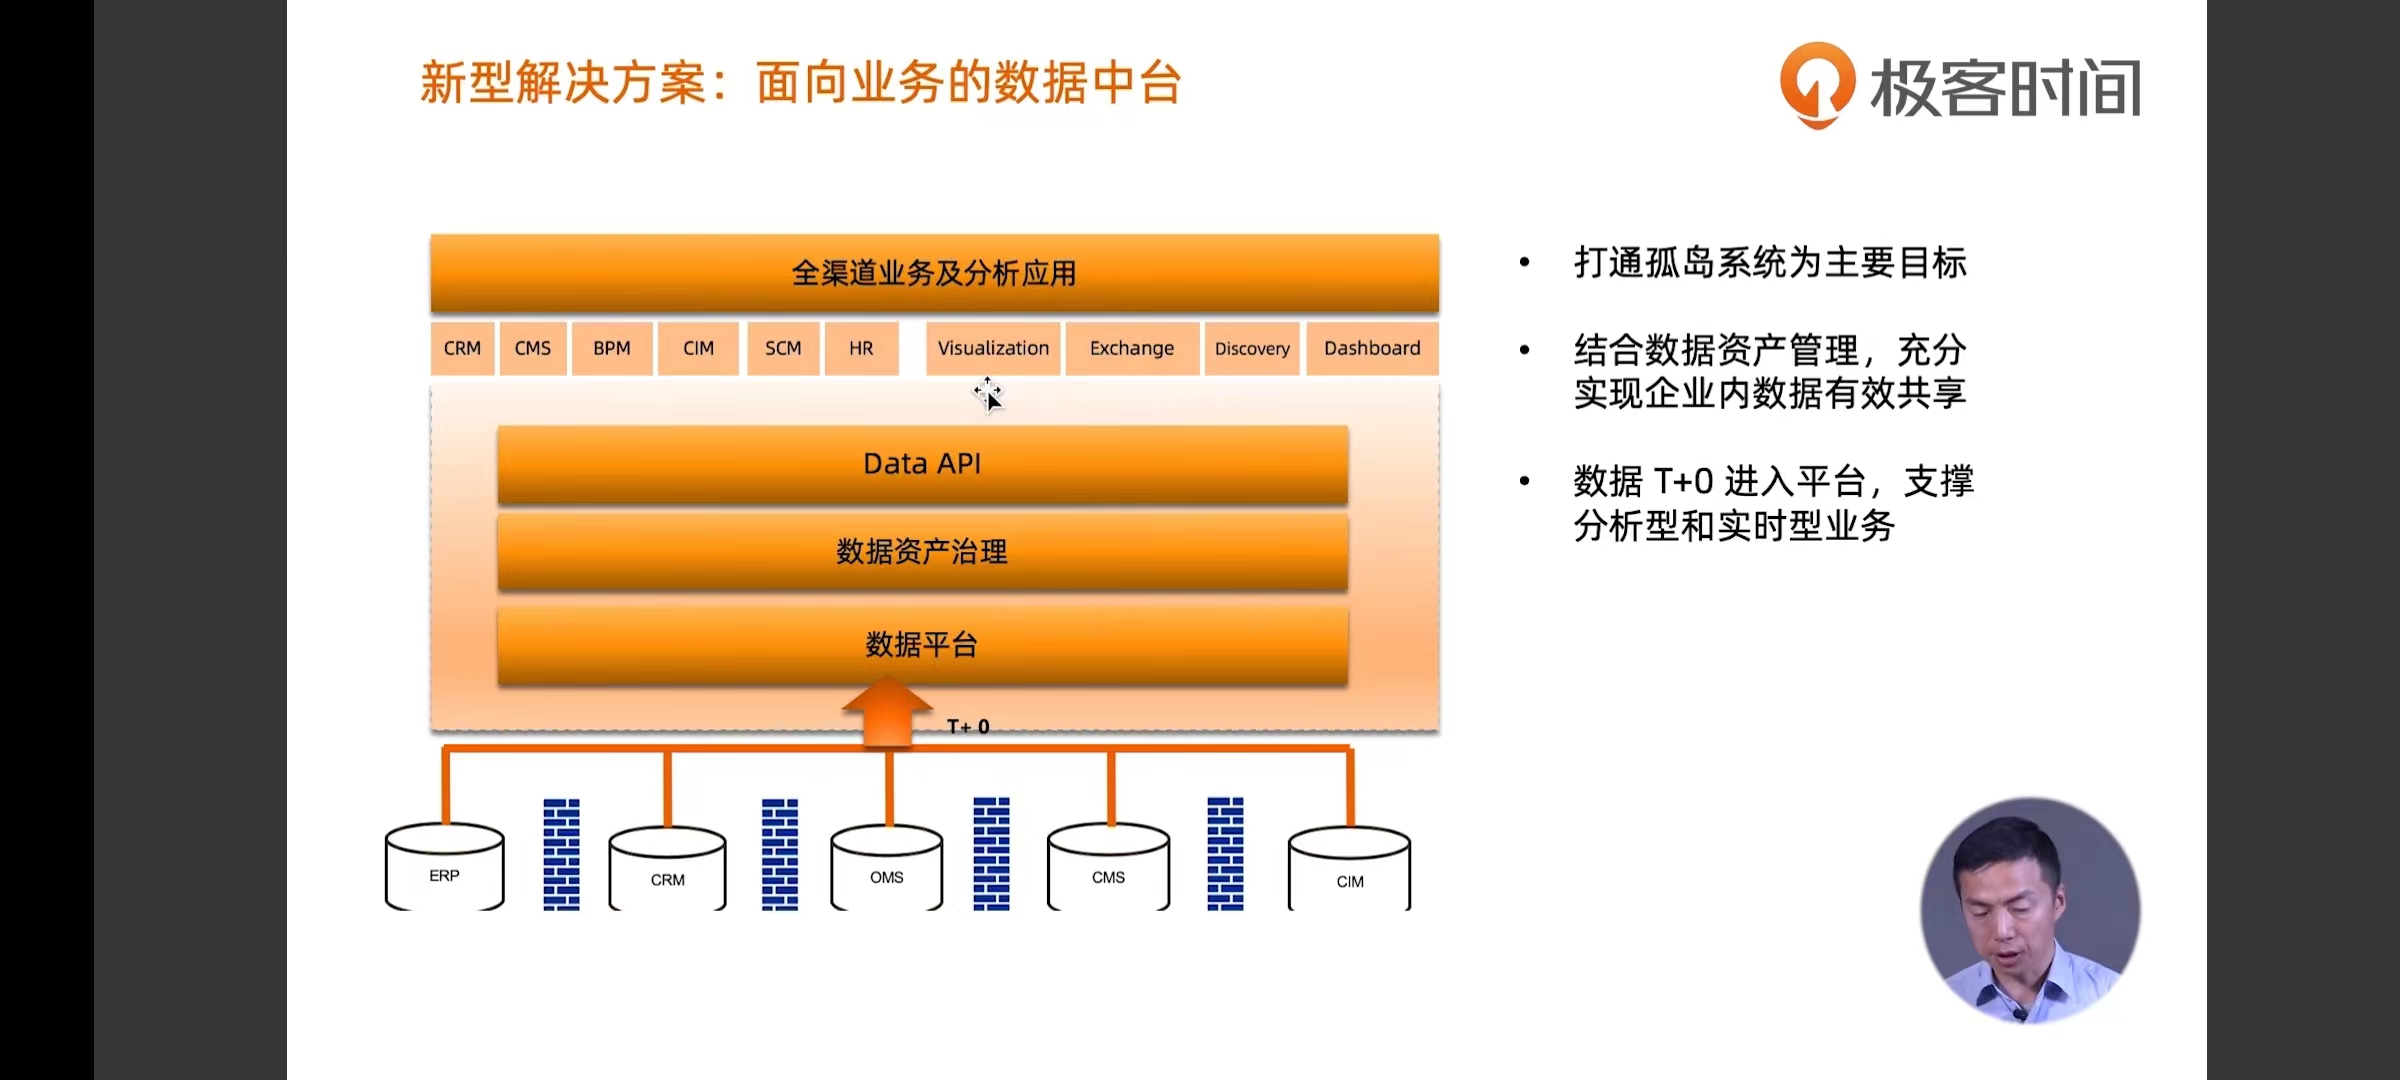 新型解决方案：面向业务的数据中台
极客时间
全渠道业务及分析应用
CRM CMS BPM CIM SCM HR Visualization Exchange Discovery Dashboard
Data API
数据资产治理
数据平台
T+ 0
ERP CRM OMS CMS CIM
• 打通孤岛系统为主要目标
• 结合数据资产管理，充分
实现企业内数据有效共享
• 数据 T+0 进入平台，支撑
分析型和实时型业务